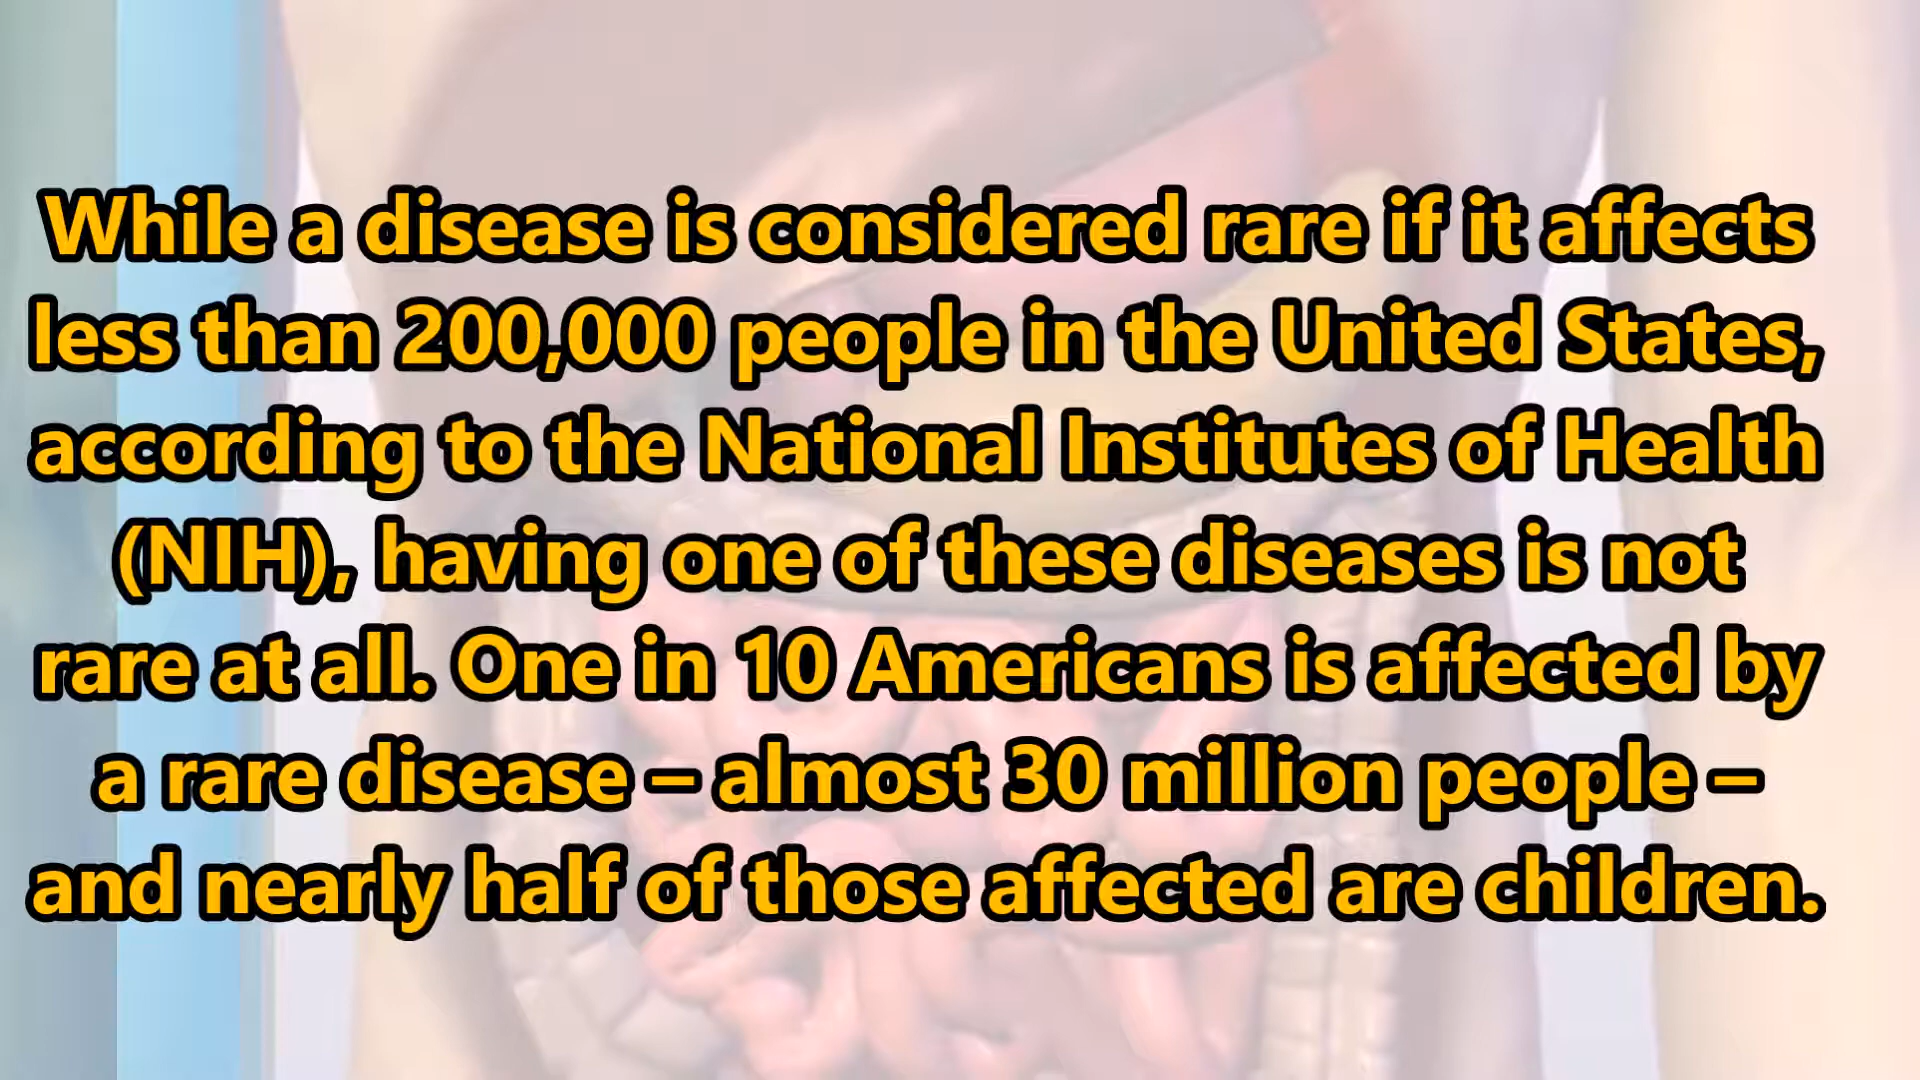 While a disease is considered rare if it affects
less than 200,000 people in the United States,
according to the National Institutes of Health
(NIH), having one of these diseases is not
rare at all. One in 10 Americans is affected by
a rare disease – almost 30 million people –
and nearly half of those affected are children.